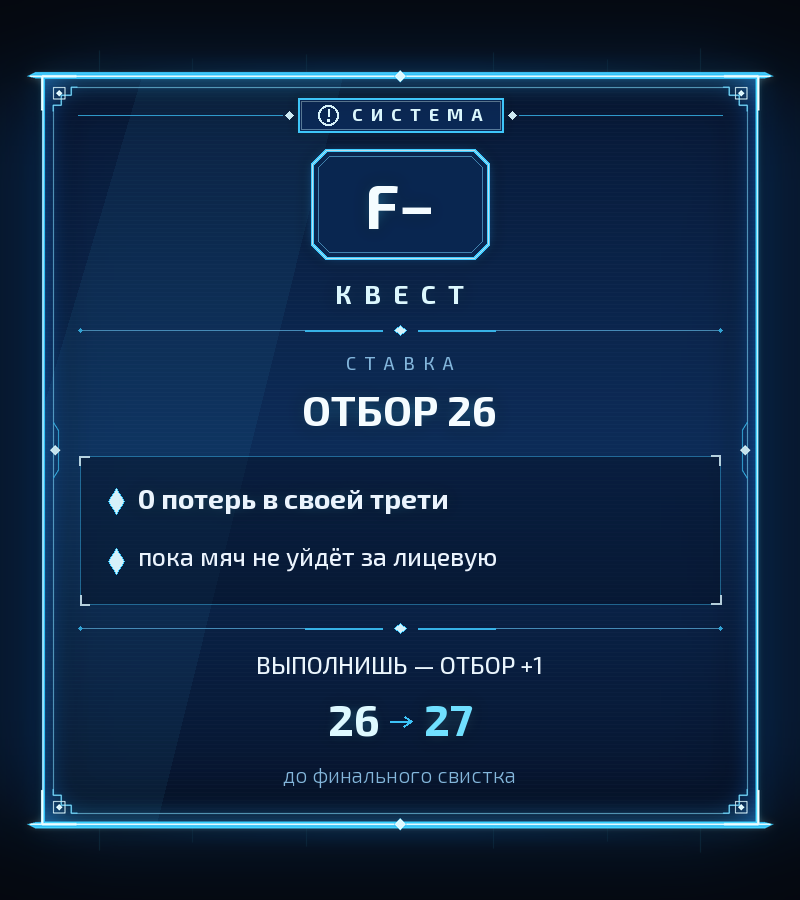 СИСТЕМА
F–
КВЕСТ
СТАВКА
ОТБОР 26
0 потерь в своей трети
пока мяч не уйдёт за лицевую
ВЫПОЛНИШЬ — ОТБОР +1
26 → 27
до финального свистка